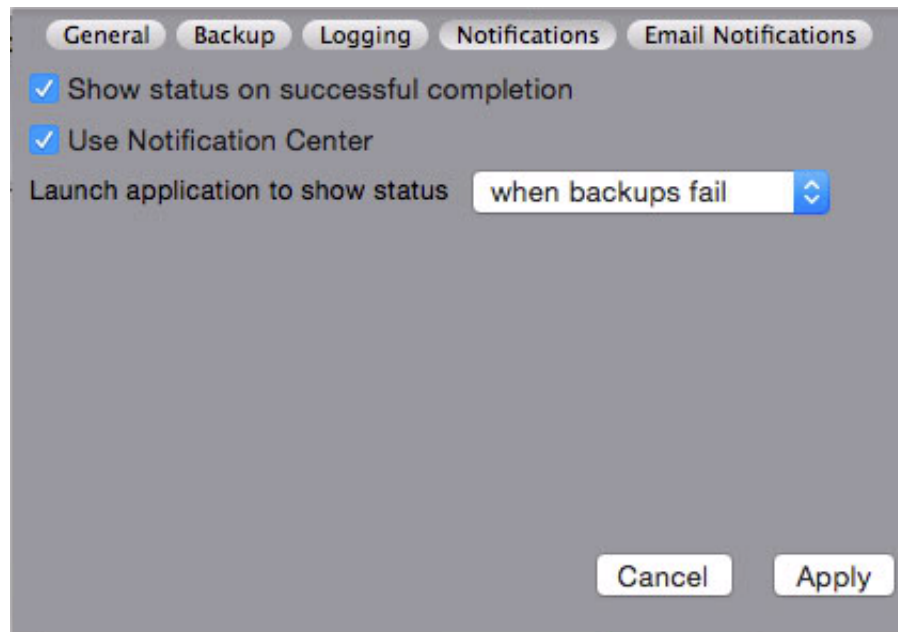 General Backup Logging Notifications Email Notifications
Show status on successful completion
Use Notification Center
Launch application to show status when backups fail
Cancel Apply